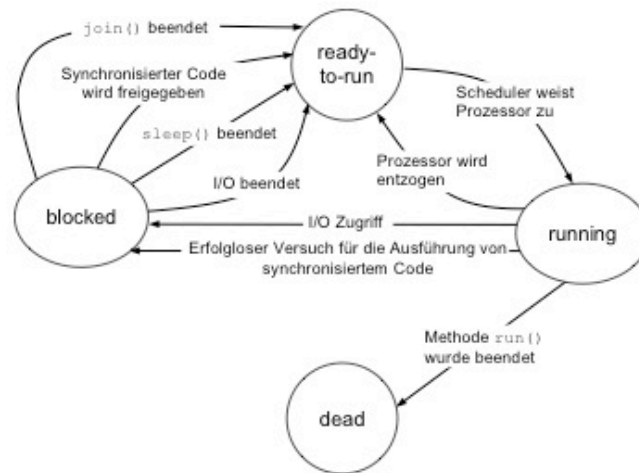 join() beendet
ready-
to-run
Synchronisierter Code
wird freigegeben
Scheduler weist
Prozessor zu
sleep() beendet
Prozessor wird
entzogen
I/O beendet
blocked
I/O Zugriff
running
Erfolgloser Versuch für die Ausführung von
synchronisiertem Code
Methode run()
wurde beendet
dead